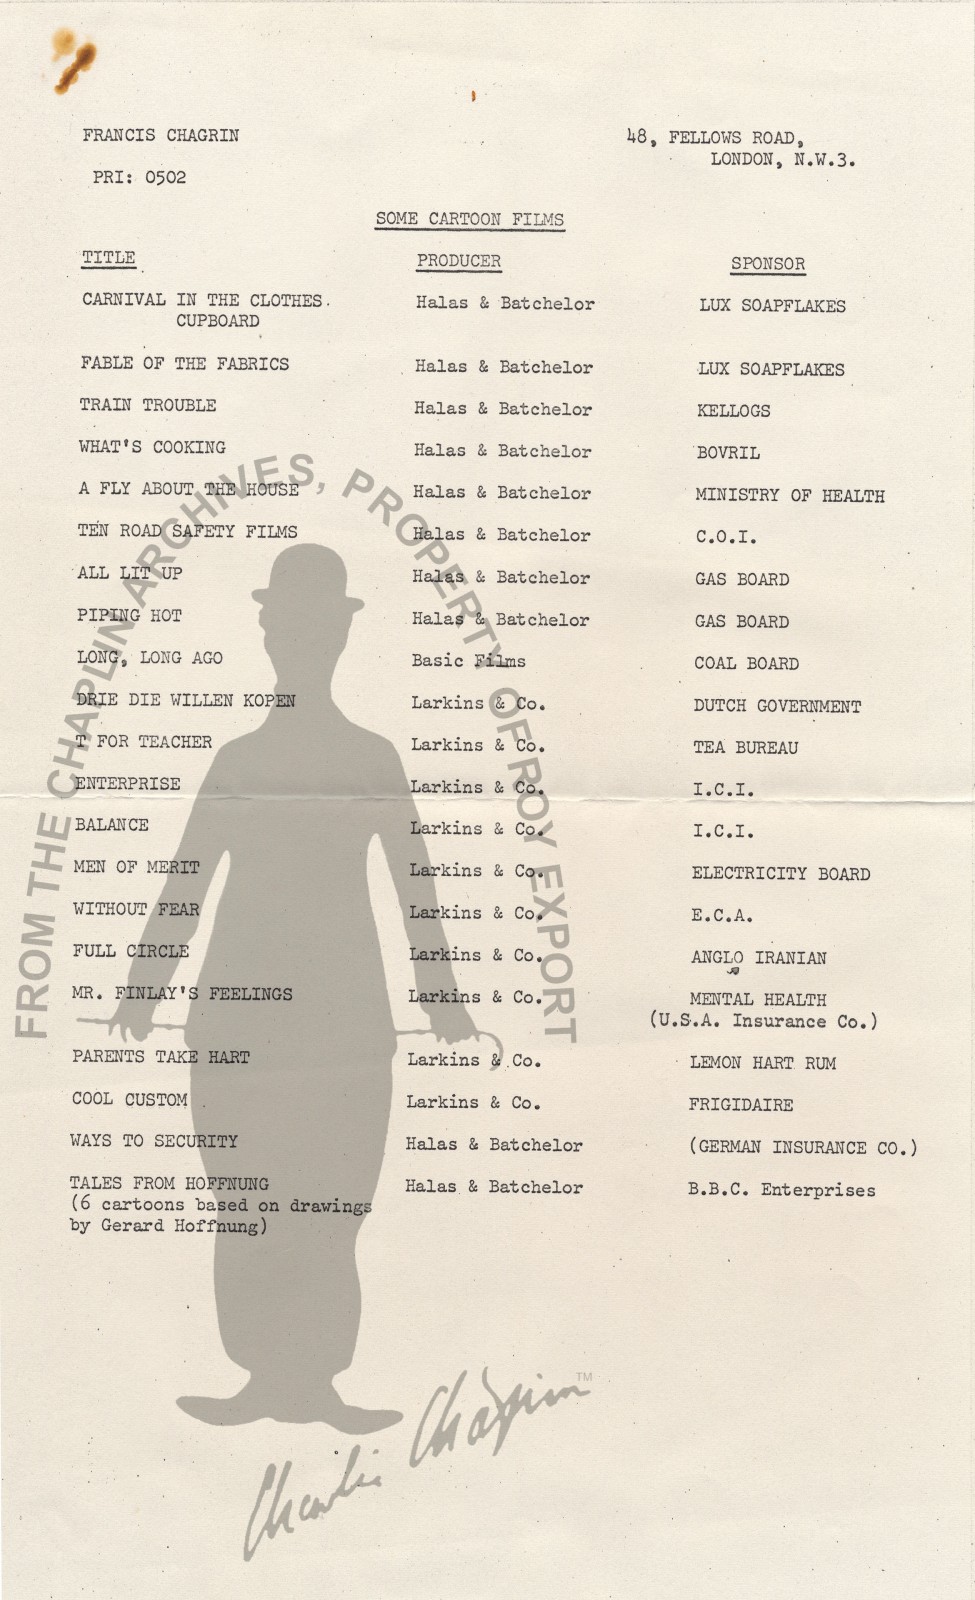 FRANCIS CHAGRIN
48, FELLOWS ROAD,
LONDON, N.W.3.
PRI: 0502
SOME CARTOON FILMS
TITLE PRODUCER SPONSOR
CARNIVAL IN THE CLOTHES Halas & Batchelor LUX SOAPFLAKES
CUPBOARD
FABLE OF THE FABRICS Halas & Batchelor LUX SOAPFLAKES
TRAIN TROUBLE Halas & Batchelor KELLOGS
WHAT'S COOKING Halas & Batchelor BOVRIL
A FLY ABOUT THE HOUSE Halas & Batchelor MINISTRY OF HEALTH
TEN ROAD SAFETY FILMS Halas & Batchelor C.O.I.
ALL LIT UP Halas & Batchelor GAS BOARD
PIPING HOT Halas & Batchelor GAS BOARD
LONG, LONG AGO Basic Films COAL BOARD
DRIE DIE WILLEN KOPEN Larkins & Co. DUTCH GOVERNMENT
T FOR TEACHER Larkins & Co. TEA BUREAU
ENTERPRISE Larkins & Co. I.C.I.
BALANCE Larkins & Co. I.C.I.
MEN OF MERIT Larkins & Co. ELECTRICITY BOARD
WITHOUT FEAR Larkins & Co. E.C.A.
FULL CIRCLE Larkins & Co. ANGLO IRANIAN
MR. FINLAY'S FEELINGS Larkins & Co. MENTAL HEALTH
(U.S.A. Insurance Co.)
PARENTS TAKE HART Larkins & Co. LEMON HART RUM
COOL CUSTOM Larkins & Co. FRIGIDAIRE
WAYS TO SECURITY Halas & Batchelor (GERMAN INSURANCE CO.)
TALES FROM HOFFNUNG Halas & Batchelor B.B.C. Enterprises
(6 cartoons based on drawings
by Gerard Hoffnung)
FROM THE CHAPLIN ARCHIVES, PROPERTY OF ROY EXPORT
Charlie Chaplin TM